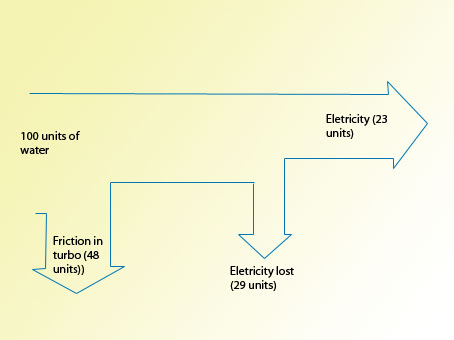 Eletricity (23
units)
100 units of
water
Friction in
turbo (48
units))
Eletricity lost
(29 units)